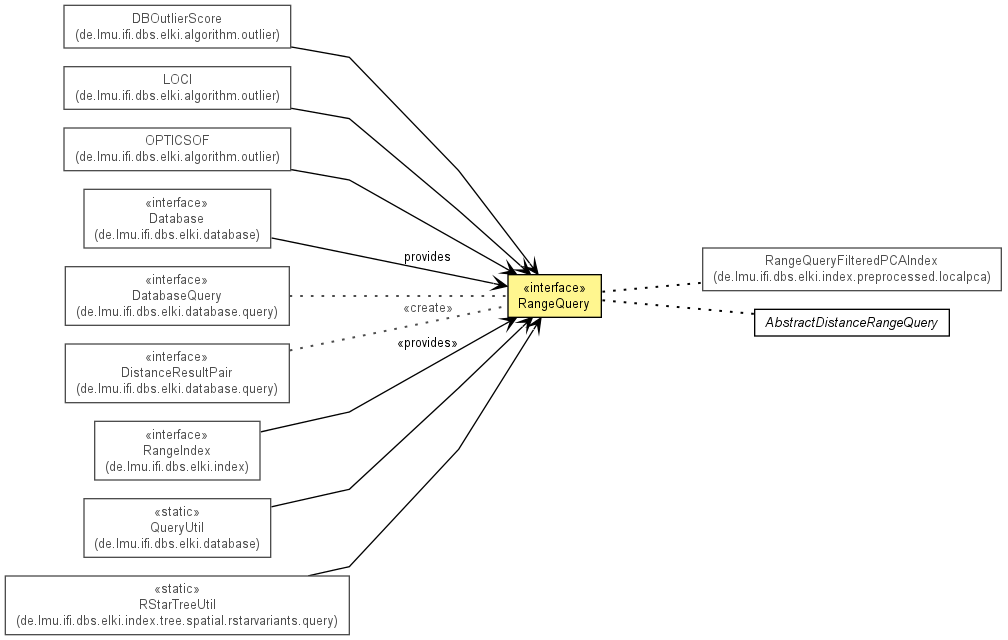 DBOutlierScore
(de.lmu.ifi.dbs.elki.algorithm.outlier)
LOCI
(de.lmu.ifi.dbs.elki.algorithm.outlier)
OPTICSOF
(de.lmu.ifi.dbs.elki.algorithm.outlier)
«interface»
Database
(de.lmu.ifi.dbs.elki.database)
provides
«interface»
DatabaseQuery
(de.lmu.ifi.dbs.elki.database.query)
«create»
«interface»
DistanceResultPair
(de.lmu.ifi.dbs.elki.database.query)
«provides»
«interface»
RangeIndex
(de.lmu.ifi.dbs.elki.index)
«static»
QueryUtil
(de.lmu.ifi.dbs.elki.database)
«static»
RStarTreeUtil
(de.lmu.ifi.dbs.elki.index.tree.spatial.rstarvariants.query)
«interface»
RangeQuery
RangeQueryFilteredPCAIndex
(de.lmu.ifi.dbs.elki.index.preprocessed.localpca)
AbstractDistanceRangeQuery